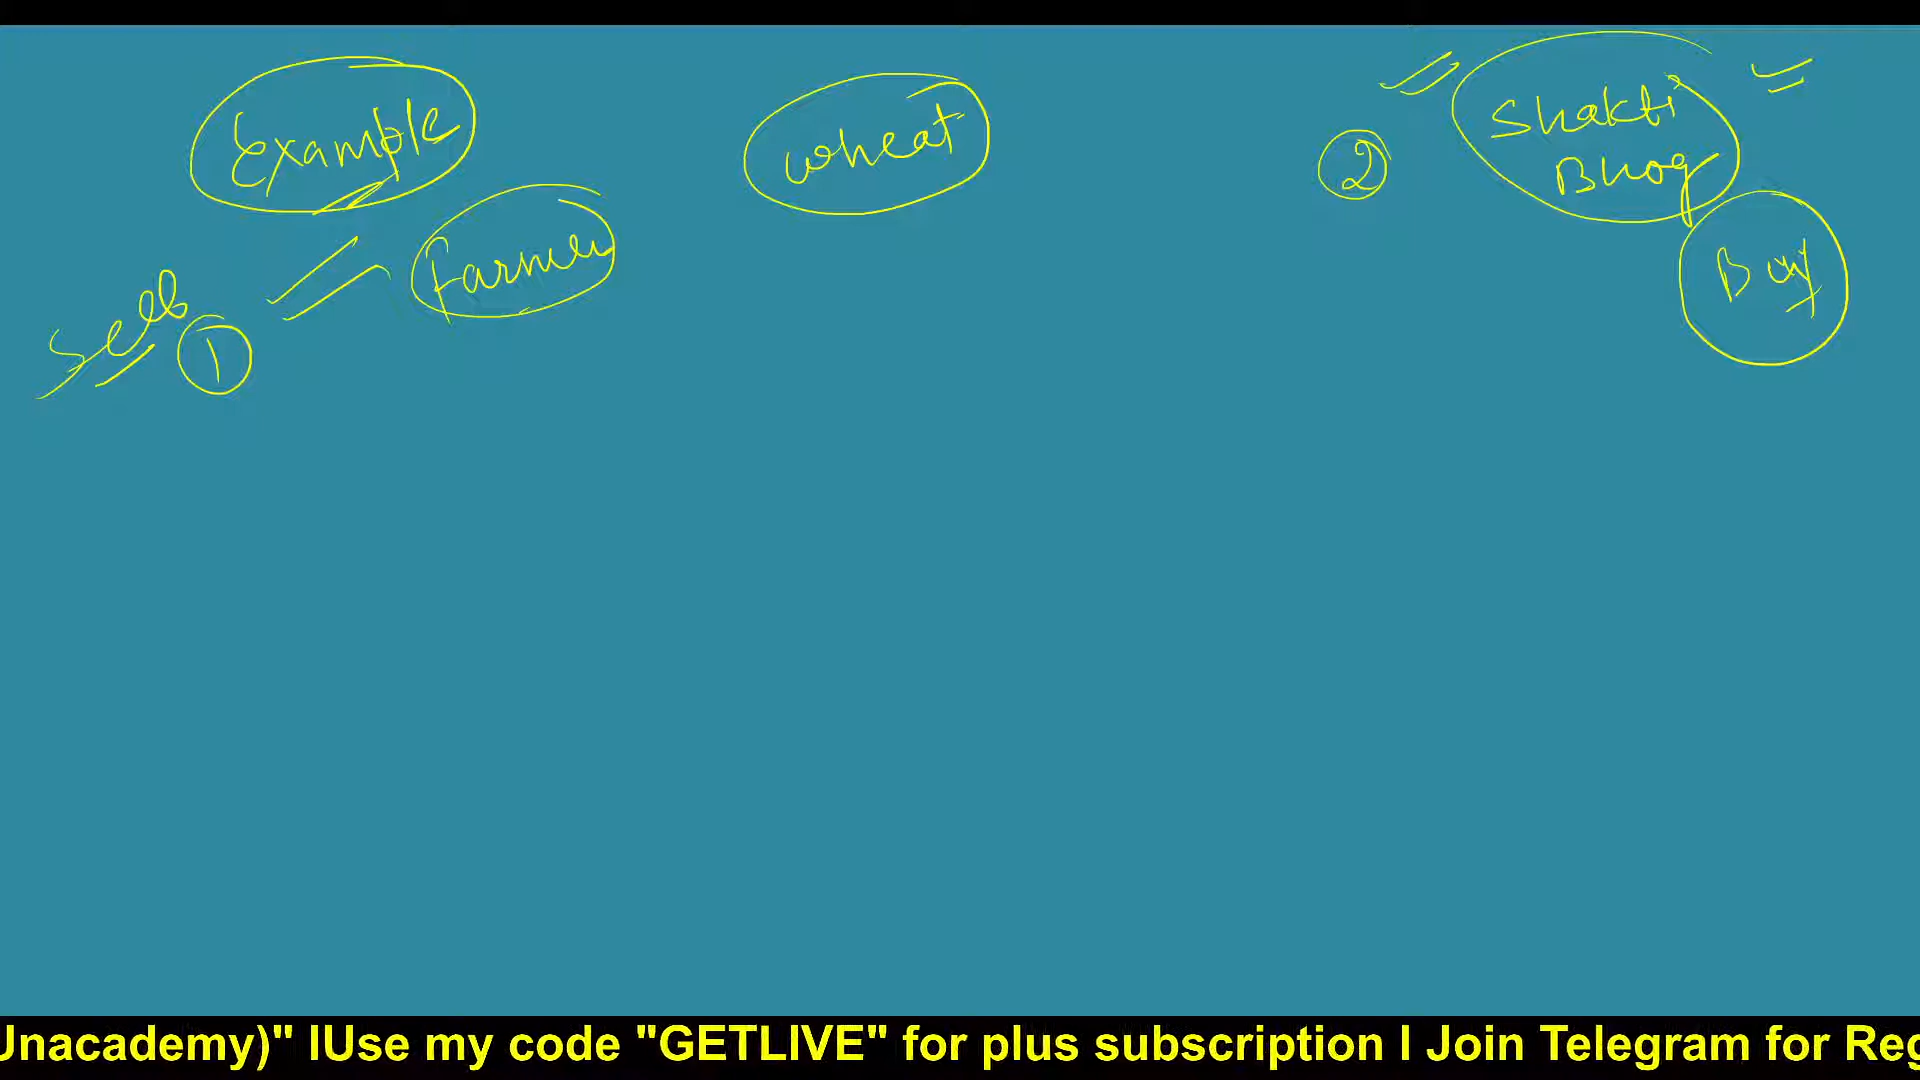 Example
wheat
2
Shakti
Bhog
Farmer
Buy
Sell
1
Unacademy)" IUse my code "GETLIVE" for plus subscription I Join Telegram for Reg